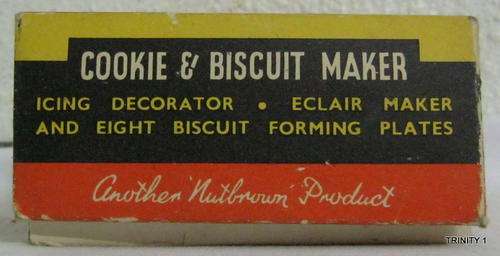 COOKIE & BISCUIT MAKER
ICING DECORATOR • ECLAIR MAKER
AND EIGHT BISCUIT FORMING PLATES
Another 'Nutbrown' Product
TRINITY 1